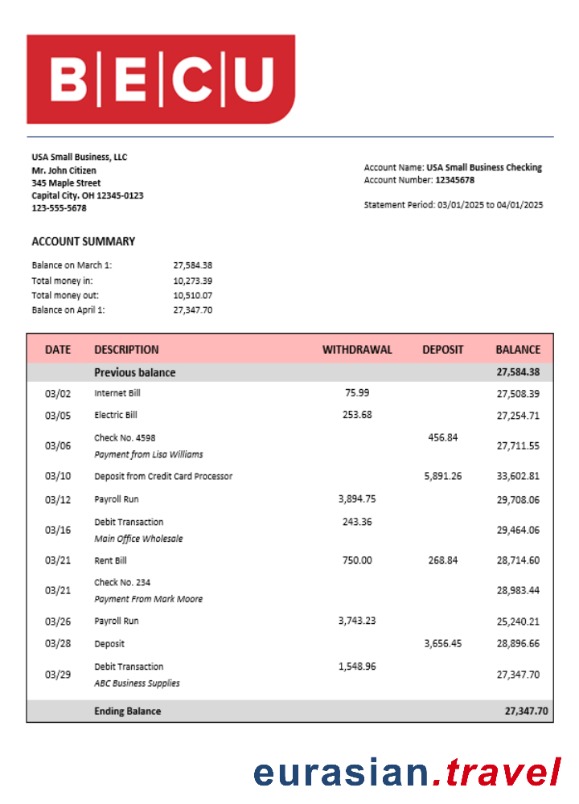 B|E|C|U
USA Small Business, LLC
Mr. John Citizen
345 Maple Street
Capital City. OH 12345-0123
123-555-5678
Account Name: USA Small Business Checking
Account Number: 12345678
Statement Period: 03/01/2025 to 04/01/2025
ACCOUNT SUMMARY
Balance on March 1: 27,584.38
Total money in: 10,273.39
Total money out: 10,510.07
Balance on April 1: 27,347.70
DATE DESCRIPTION WITHDRAWAL DEPOSIT BALANCE
Previous balance 27,584.38
03/02 Internet Bill 75.99 27,508.39
03/05 Electric Bill 253.68 27,254.71
03/06 Check No. 4598 456.84 27,711.55
Payment from Lisa Williams
03/10 Deposit from Credit Card Processor 5,891.26 33,602.81
03/12 Payroll Run 3,894.75 29,708.06
03/16 Debit Transaction 243.36 29,464.06
Main Office Wholesale
03/21 Rent Bill 750.00 268.84 28,714.60
03/21 Check No. 234 28,983.44
Payment From Mark Moore
03/26 Payroll Run 3,743.23 25,240.21
03/28 Deposit 3,656.45 28,896.66
03/29 Debit Transaction 1,548.96 27,347.70
ABC Business Supplies
Ending Balance 27,347.70
eurasian.travel